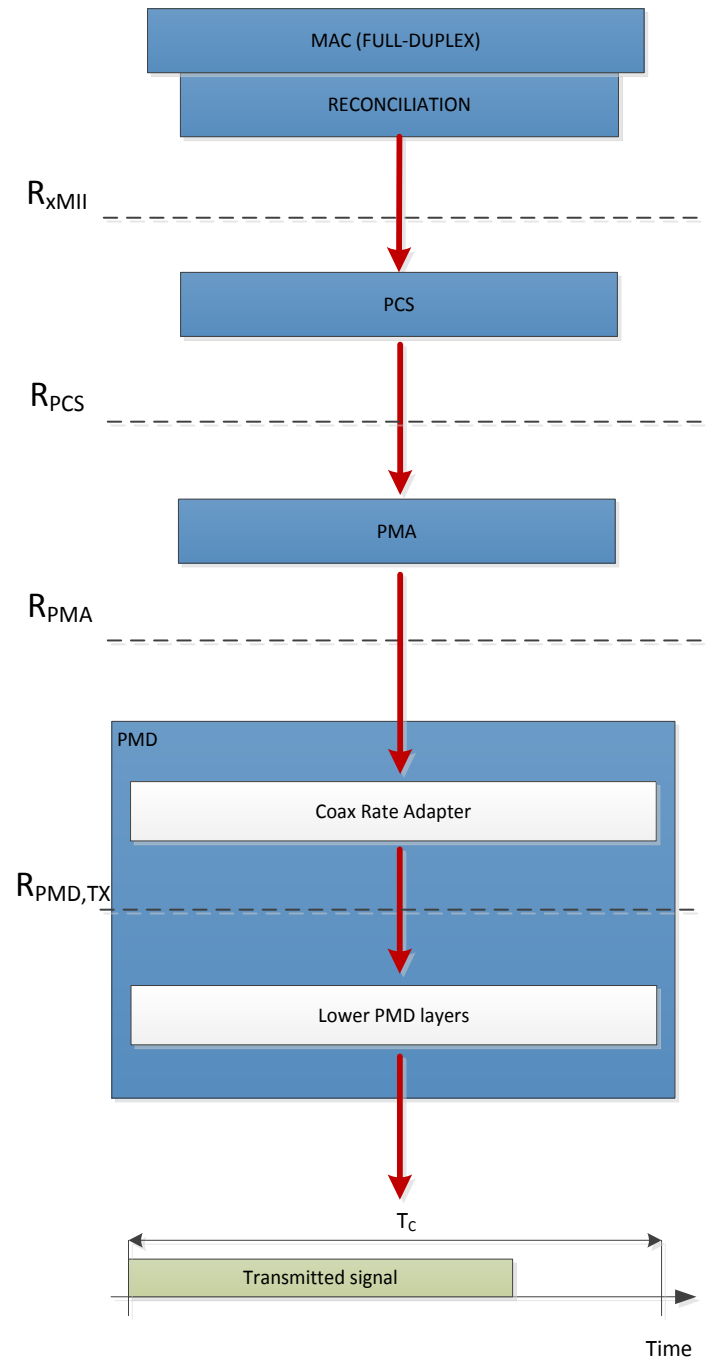 MAC (FULL-DUPLEX)
RECONCILIATION
RxMII
PCS
RPCS
PMA
RPMA
PMD
Coax Rate Adapter
RPMD,TX
Lower PMD layers
TC
Transmitted signal
Time